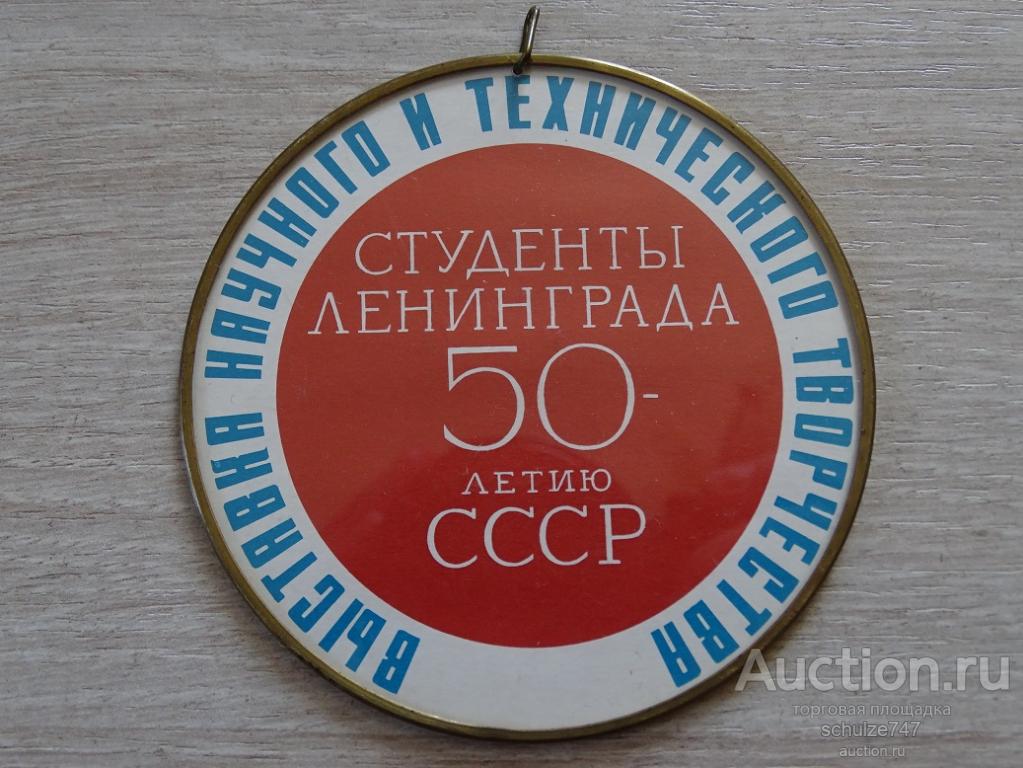 ВЫСТАВКА НАУЧНОГО И ТЕХНИЧЕСКОГО ТВОРЧЕСТВА
СТУДЕНТЫ
ЛЕНИНГРАДА
50-
ЛЕТИЮ
СССР
Auction.ru
торговая площадка
schulze747
auction.ru